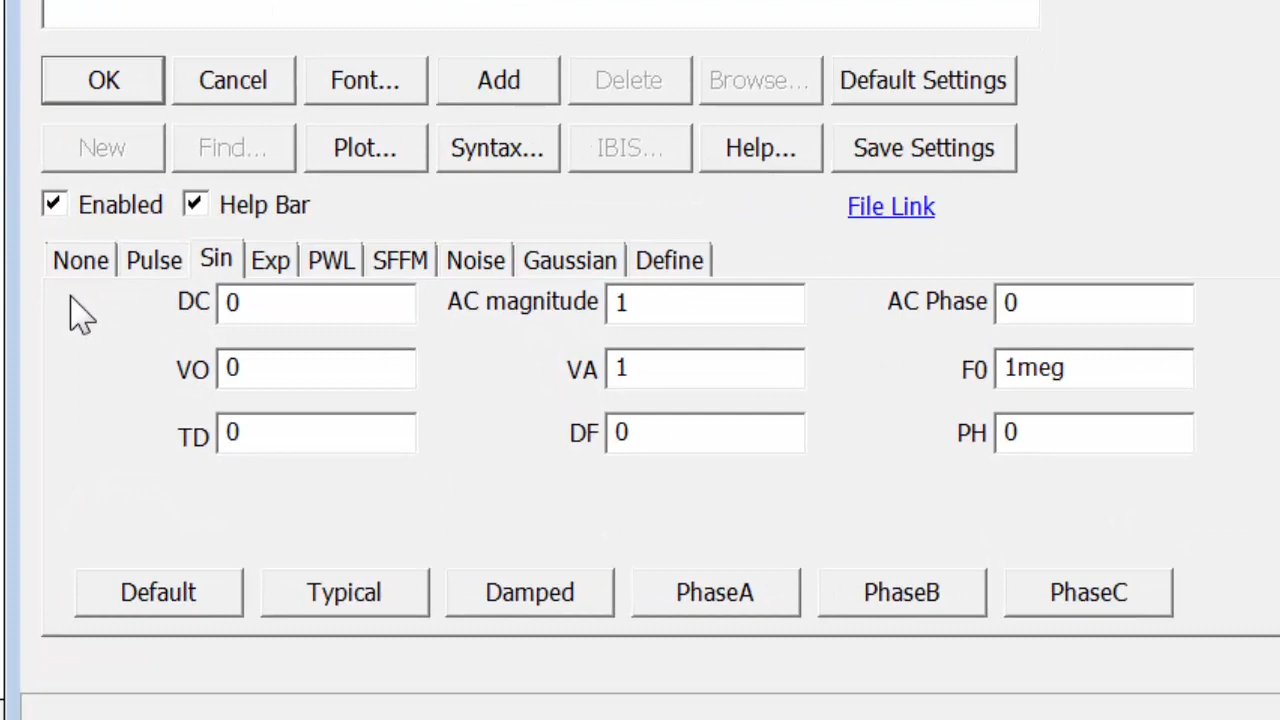 OK Cancel Font... Add Delete Browse... Default Settings
New Find... Plot... Syntax... IBIS... Help... Save Settings
Enabled Help Bar File Link
None Pulse Sin Exp PWL SFFM Noise Gaussian Define
DC 0 AC magnitude 1 AC Phase 0
VO 0 VA 1 F0 1meg
TD 0 DF 0 PH 0
Default Typical Damped PhaseA PhaseB PhaseC